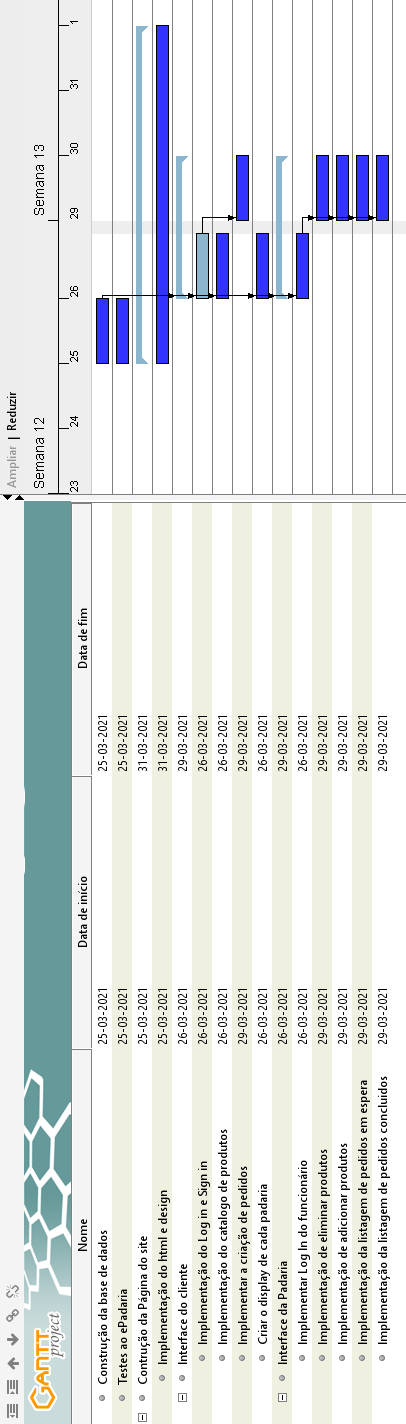 GANTT
project
Nome Data de início Data de fim
Construção da base de dados 25-03-2021 25-03-2021
Testes ao ePadaria 25-03-2021 25-03-2021
Contrução da Página do site 25-03-2021 31-03-2021
Implementação do html e design 25-03-2021 31-03-2021
Interface do cliente 26-03-2021 29-03-2021
Implementação do Log in e Sign in 26-03-2021 26-03-2021
Implementação do catalogo de produtos 26-03-2021 26-03-2021
Implementar a criação de pedidos 29-03-2021 29-03-2021
Criar o display de cada padaria 26-03-2021 26-03-2021
Interface da Padaria 26-03-2021 29-03-2021
Implementar Log In do funcionário 26-03-2021 26-03-2021
Implementação de eliminar produtos 29-03-2021 29-03-2021
Implementação de adicionar produtos 29-03-2021 29-03-2021
Implementação da listagem de pedidos em espera 29-03-2021 29-03-2021
Implementação da listagem de pedidos concluidos 29-03-2021 29-03-2021
Ampliar | Reduzir
Semana 12 Semana 13
23 24 25 26 29 30 31 1